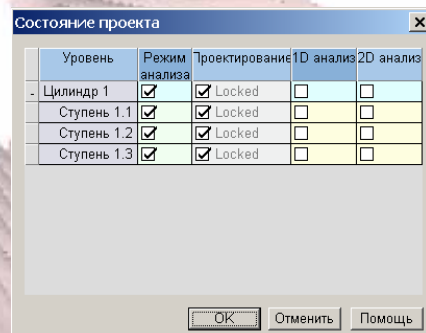 Состояние проекта
Уровень Режим анализа Проектирование 1D анализ 2D анализ
Цилиндр 1 Locked
Ступень 1.1 Locked
Ступень 1.2 Locked
Ступень 1.3 Locked
OK Отменить Помощь